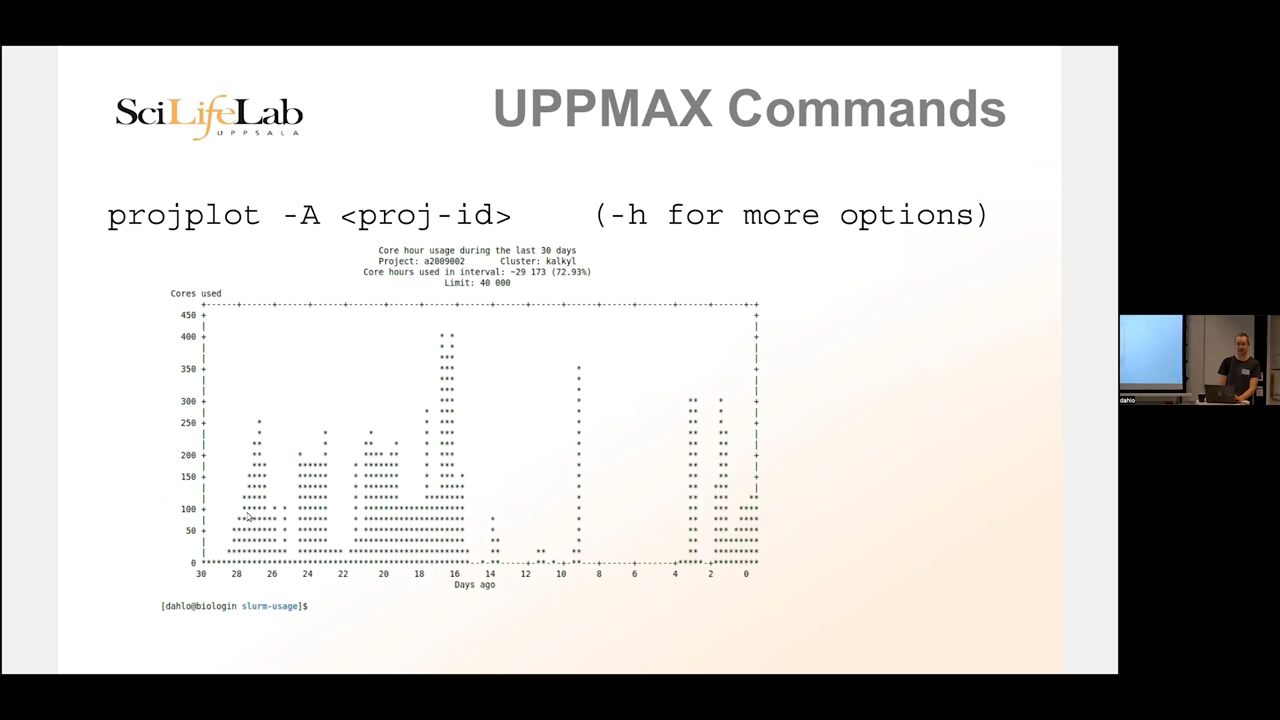 SciLifeLab
UPPSALA
UPPMAX Commands
projplot -A <proj-id> (-h for more options)
Core hour usage during the last 30 days
Project: a2009002 Cluster: kalkyl
Core hours used in interval: ~29 173 (72.93%)
Limit: 40 000
Cores used
450
400
350
300
250
200
150
100
50
0
30 28 26 24 22 20 18 16 14 12 10 8 6 4 2 0
Days ago
[dahlo@biologin slurm-usage]$
dahlo